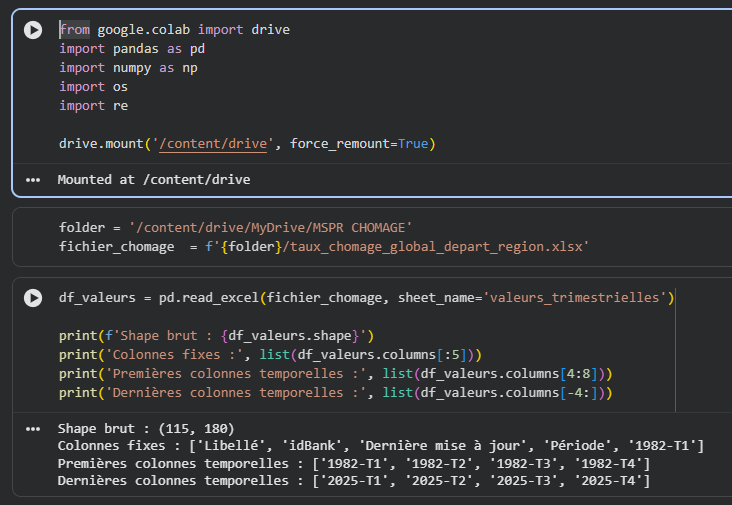 from google.colab import drive
import pandas as pd
import numpy as np
import os
import re
drive.mount('/content/drive', force_remount=True)
Mounted at /content/drive
folder = '/content/drive/MyDrive/MSPR CHOMAGE'
fichier_chomage  = f'{folder}/taux_chomage_global_depart_region.xlsx'
df_valeurs = pd.read_excel(fichier_chomage, sheet_name='valeurs_trimestrielles')
print(f'Shape brut : {df_valeurs.shape}')
print('Colonnes fixes :', list(df_valeurs.columns[:5]))
print('Premières colonnes temporelles :', list(df_valeurs.columns[4:8]))
print('Dernières colonnes temporelles :', list(df_valeurs.columns[-4:]))
Shape brut : (115, 180)
Colonnes fixes : ['Libellé', 'idBank', 'Dernière mise à jour', 'Période', '1982-T1']
Premières colonnes temporelles : ['1982-T1', '1982-T2', '1982-T3', '1982-T4']
Dernières colonnes temporelles : ['2025-T1', '2025-T2', '2025-T3', '2025-T4']